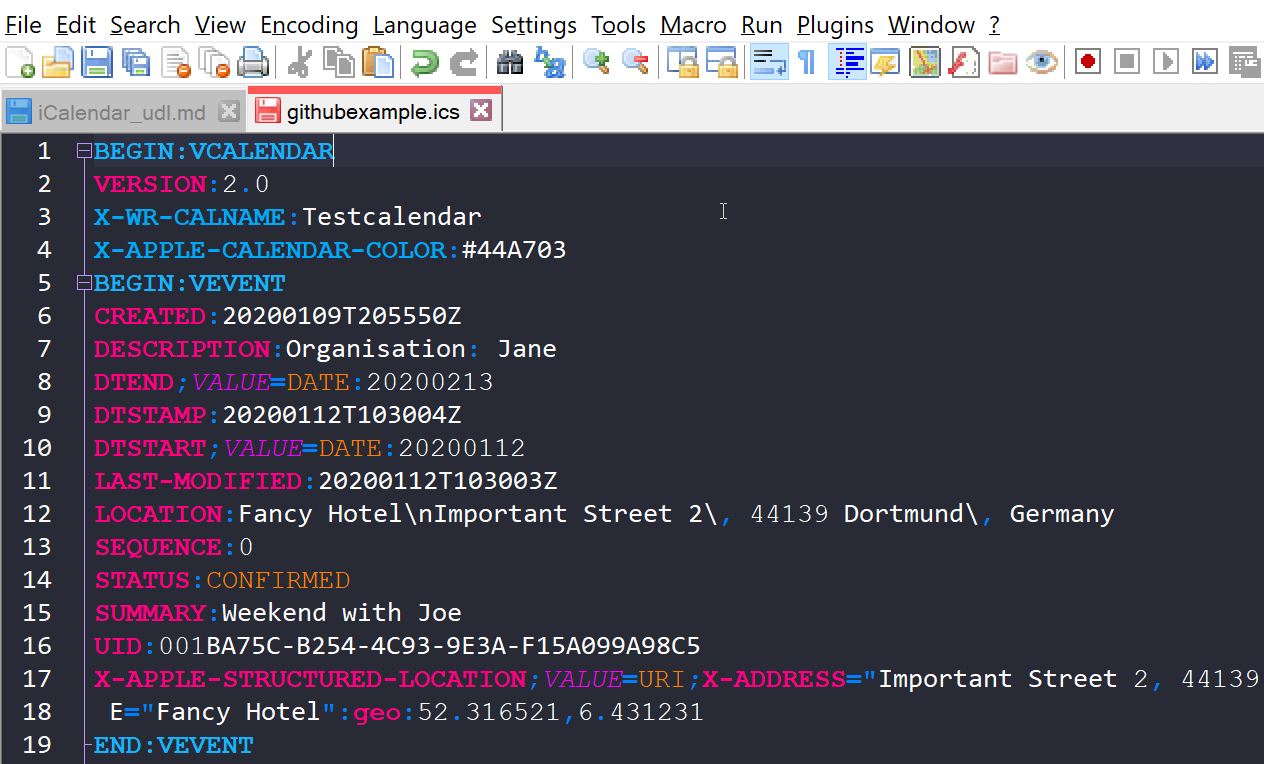 File Edit Search View Encoding Language Settings Tools Macro Run Plugins Window ?
iCalendar_udl.md githubexample.ics
1 BEGIN:VCALENDAR
2 VERSION:2.0
3 X-WR-CALNAME:Testcalendar
4 X-APPLE-CALENDAR-COLOR:#44A703
5 BEGIN:VEVENT
6 CREATED:20200109T205550Z
7 DESCRIPTION:Organisation: Jane
8 DTEND;VALUE=DATE:20200213
9 DTSTAMP:20200112T103004Z
10 DTSTART;VALUE=DATE:20200112
11 LAST-MODIFIED:20200112T103003Z
12 LOCATION:Fancy Hotel\nImportant Street 2\, 44139 Dortmund\, Germany
13 SEQUENCE:0
14 STATUS:CONFIRMED
15 SUMMARY:Weekend with Joe
16 UID:001BA75C-B254-4C93-9E3A-F15A099A98C5
17 X-APPLE-STRUCTURED-LOCATION;VALUE=URI;X-ADDRESS="Important Street 2, 44139
18  E="Fancy Hotel":geo:52.316521,6.431231
19 END:VEVENT